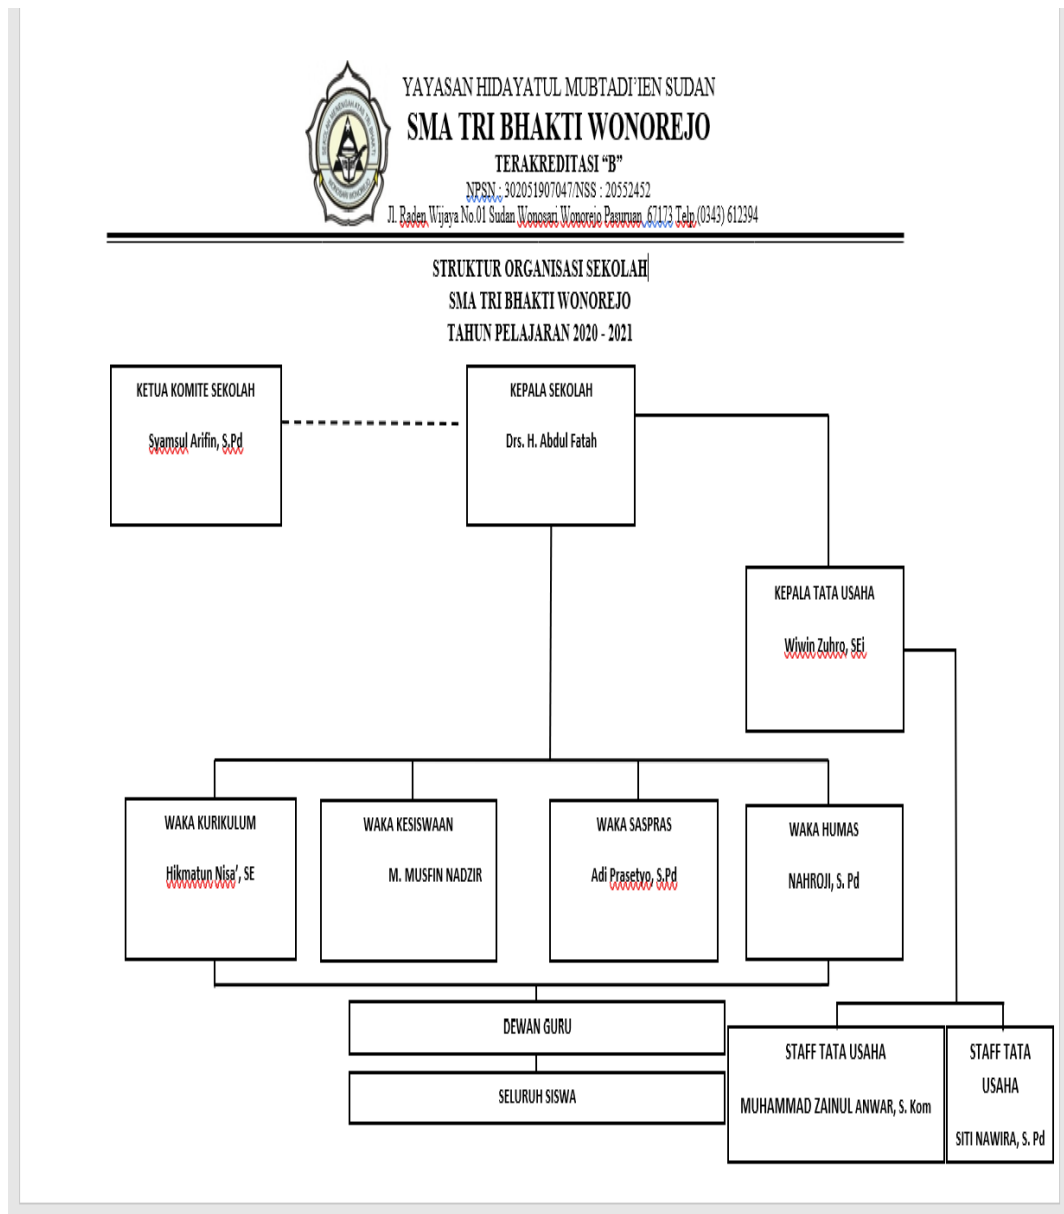 YAYASAN HIDAYATUL MUBTADI'IEN SUDAN
SMA TRI BHAKTI WONOREJO
TERAKREDITASI “B”
NPSN : 302051907047/NSS : 20552452
Jl. Raden Wijaya No.01 Sudan Wonosari Wonorejo Pasuruan 67173 Telp.(0343) 612394
STRUKTUR ORGANISASI SEKOLAH
SMA TRI BHAKTI WONOREJO
TAHUN PELAJARAN 2020 - 2021
KETUA KOMITE SEKOLAH
Syamsul Arifin, S.Pd
KEPALA SEKOLAH
Drs. H. Abdul Fatah
KEPALA TATA USAHA
Wiwin Zuhro, SEi
WAKA KURIKULUM
Hikmatun Nisa’, SE
WAKA KESISWAAN
M. MUSFIN NADZIR
WAKA SASPRAS
Adi Prasetyo, S.Pd
WAKA HUMAS
NAHROJI, S. Pd
DEWAN GURU
SELURUH SISWA
STAFF TATA USAHA
MUHAMMAD ZAINUL ANWAR, S. Kom
STAFF TATA
USAHA
SITI NAWIRA, S. Pd